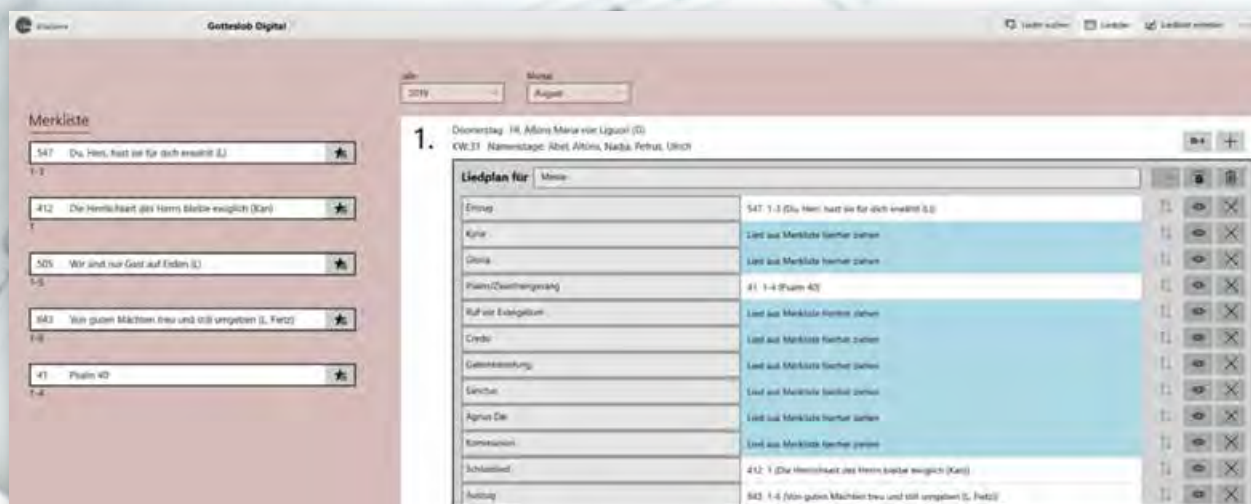 Gotteslob Digital
Lieder suchen Liedplan Liedblatt erstellen
Jahr Monat
2019 August
Merkliste
547 Du, Herr, hast sie für dich erwählt (L)
1-3
412 Die Herrlichkeit des Herrn bleibe ewiglich (Kan)
1
505 Wir sind nur Gast auf Erden (L)
1-5
843 Von guten Mächten treu und still umgeben (L, Fietz)
1-6
41 Psalm 40
1-4
1.
Donnerstag Hl. Alfons Maria von Liguori (G)
KW:31 Namenstage: Abel, Alfons, Nadja, Petrus, Ulrich
Liedplan für Messe
Einzug 547 1-3 (Du, Herr, hast sie für dich erwählt (L))
Kyrie Lied aus Merkliste hierher ziehen
Gloria Lied aus Merkliste hierher ziehen
Psalm/Zwischengesang 41 1-4 (Psalm 40)
Ruf vor Evangelium Lied aus Merkliste hierher ziehen
Credo Lied aus Merkliste hierher ziehen
Gabenbereitung Lied aus Merkliste hierher ziehen
Sanctus Lied aus Merkliste hierher ziehen
Agnus Dei Lied aus Merkliste hierher ziehen
Kommunion Lied aus Merkliste hierher ziehen
Schlusslied 412 1 (Die Herrlichkeit des Herrn bleibe ewiglich (Kan))
Auszug 843 1-6 (Von guten Mächten treu und still umgeben (L, Fietz))